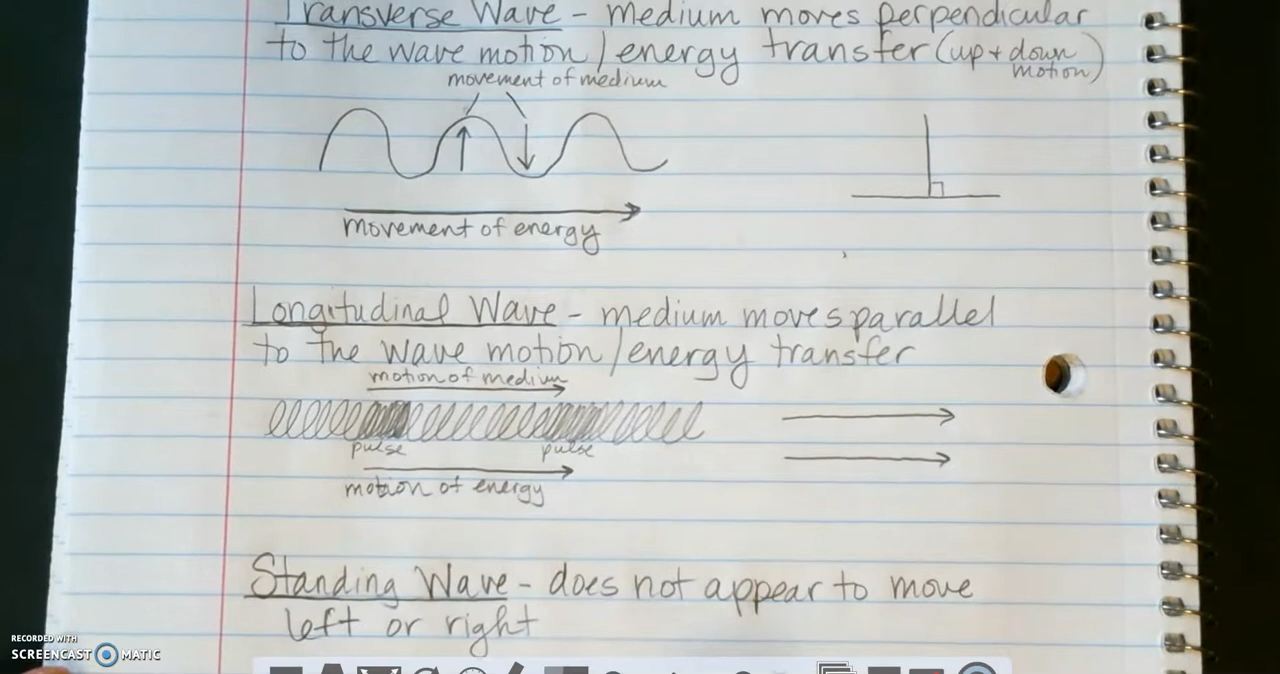 Transverse Wave - medium moves perpendicular
to the wave motion/energy transfer (up + down
motion)
movement of medium
movement of energy
Longitudinal Wave - medium moves parallel
to the wave motion/energy transfer
motion of medium
pulse pulse
motion of energy
Standing Wave - does not appear to move
left or right
RECORDED WITH
SCREENCAST MATIC